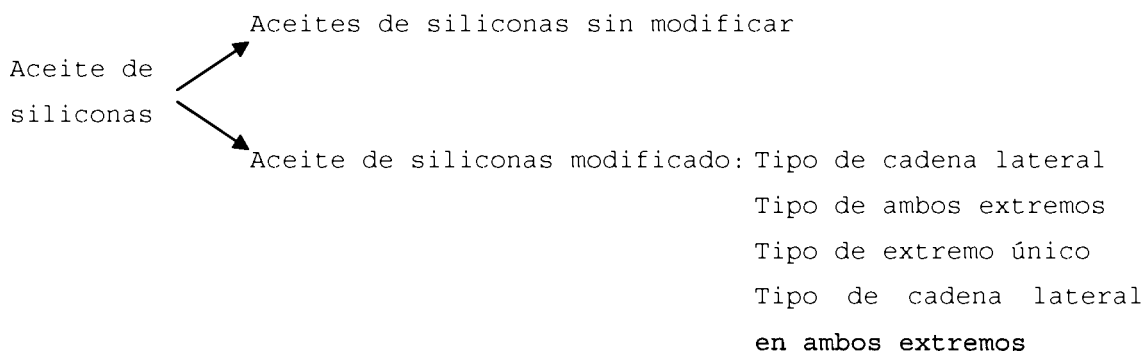 Aceites de siliconas sin modificar
Aceite de
siliconas
Aceite de siliconas modificado: Tipo de cadena lateral
Tipo de ambos extremos
Tipo de extremo único
Tipo de cadena lateral
en ambos extremos